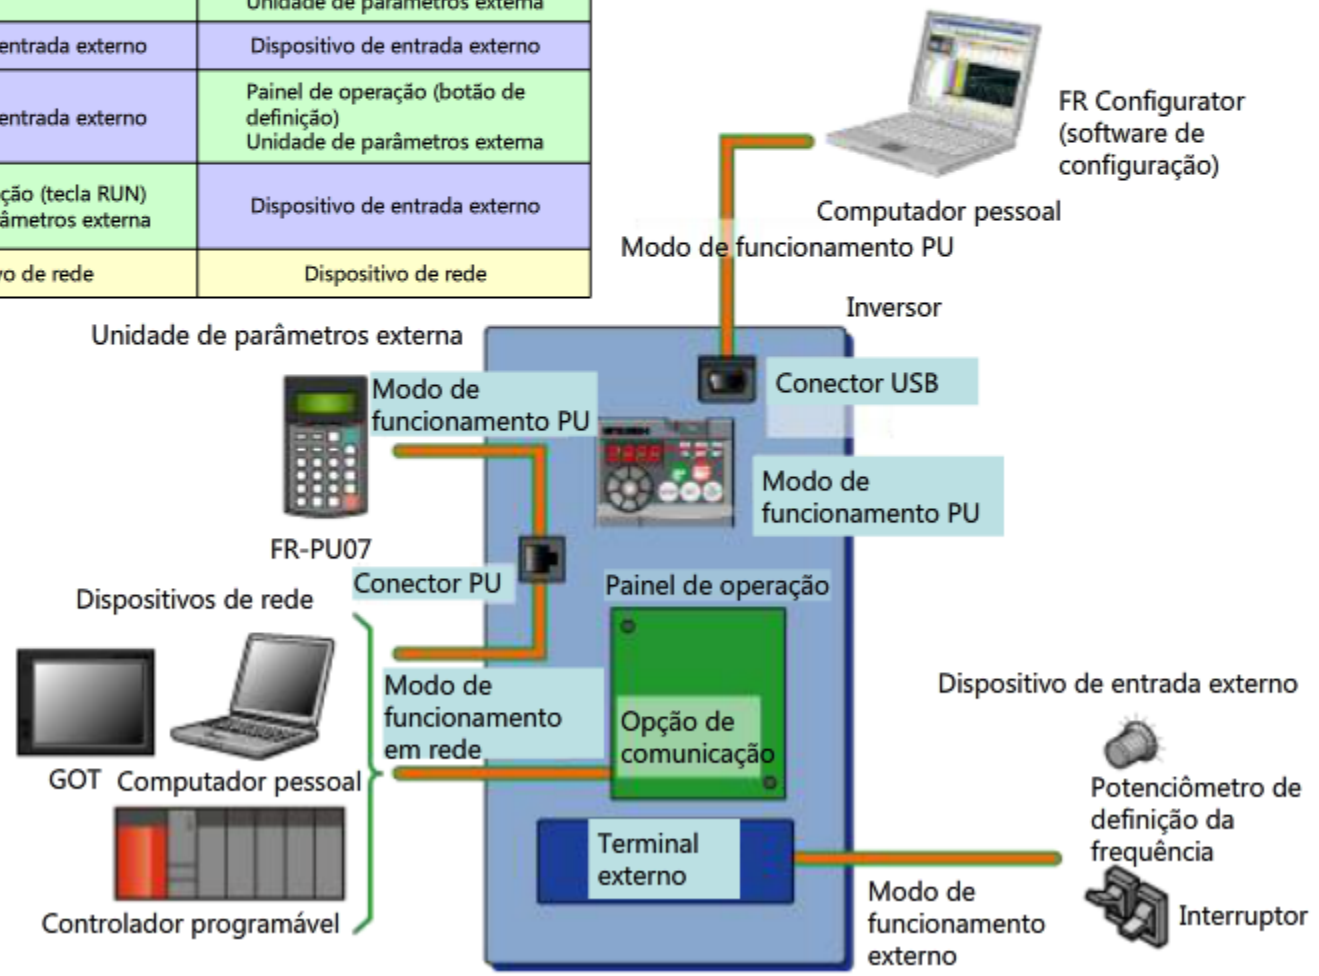 Unidade de parâmetros externa
entrada externo
Dispositivo de entrada externo
entrada externo
Painel de operação (botão de
definição)
Unidade de parâmetros externa
ção (tecla RUN)
âmetros externa
Dispositivo de entrada externo
vo de rede
Dispositivo de rede
FR Configurator
(software de
configuração)
Computador pessoal
Modo de funcionamento PU
Inversor
Unidade de parâmetros externa
Modo de
funcionamento PU
Conector USB
Modo de
funcionamento PU
FR-PU07
Conector PU
Painel de operação
Dispositivos de rede
Modo de
funcionamento
em rede
Opção de
comunicação
GOT
Computador pessoal
Controlador programável
Terminal
externo
Modo de
funcionamento
externo
Dispositivo de entrada externo
Potenciômetro de
definição da
frequência
Interruptor